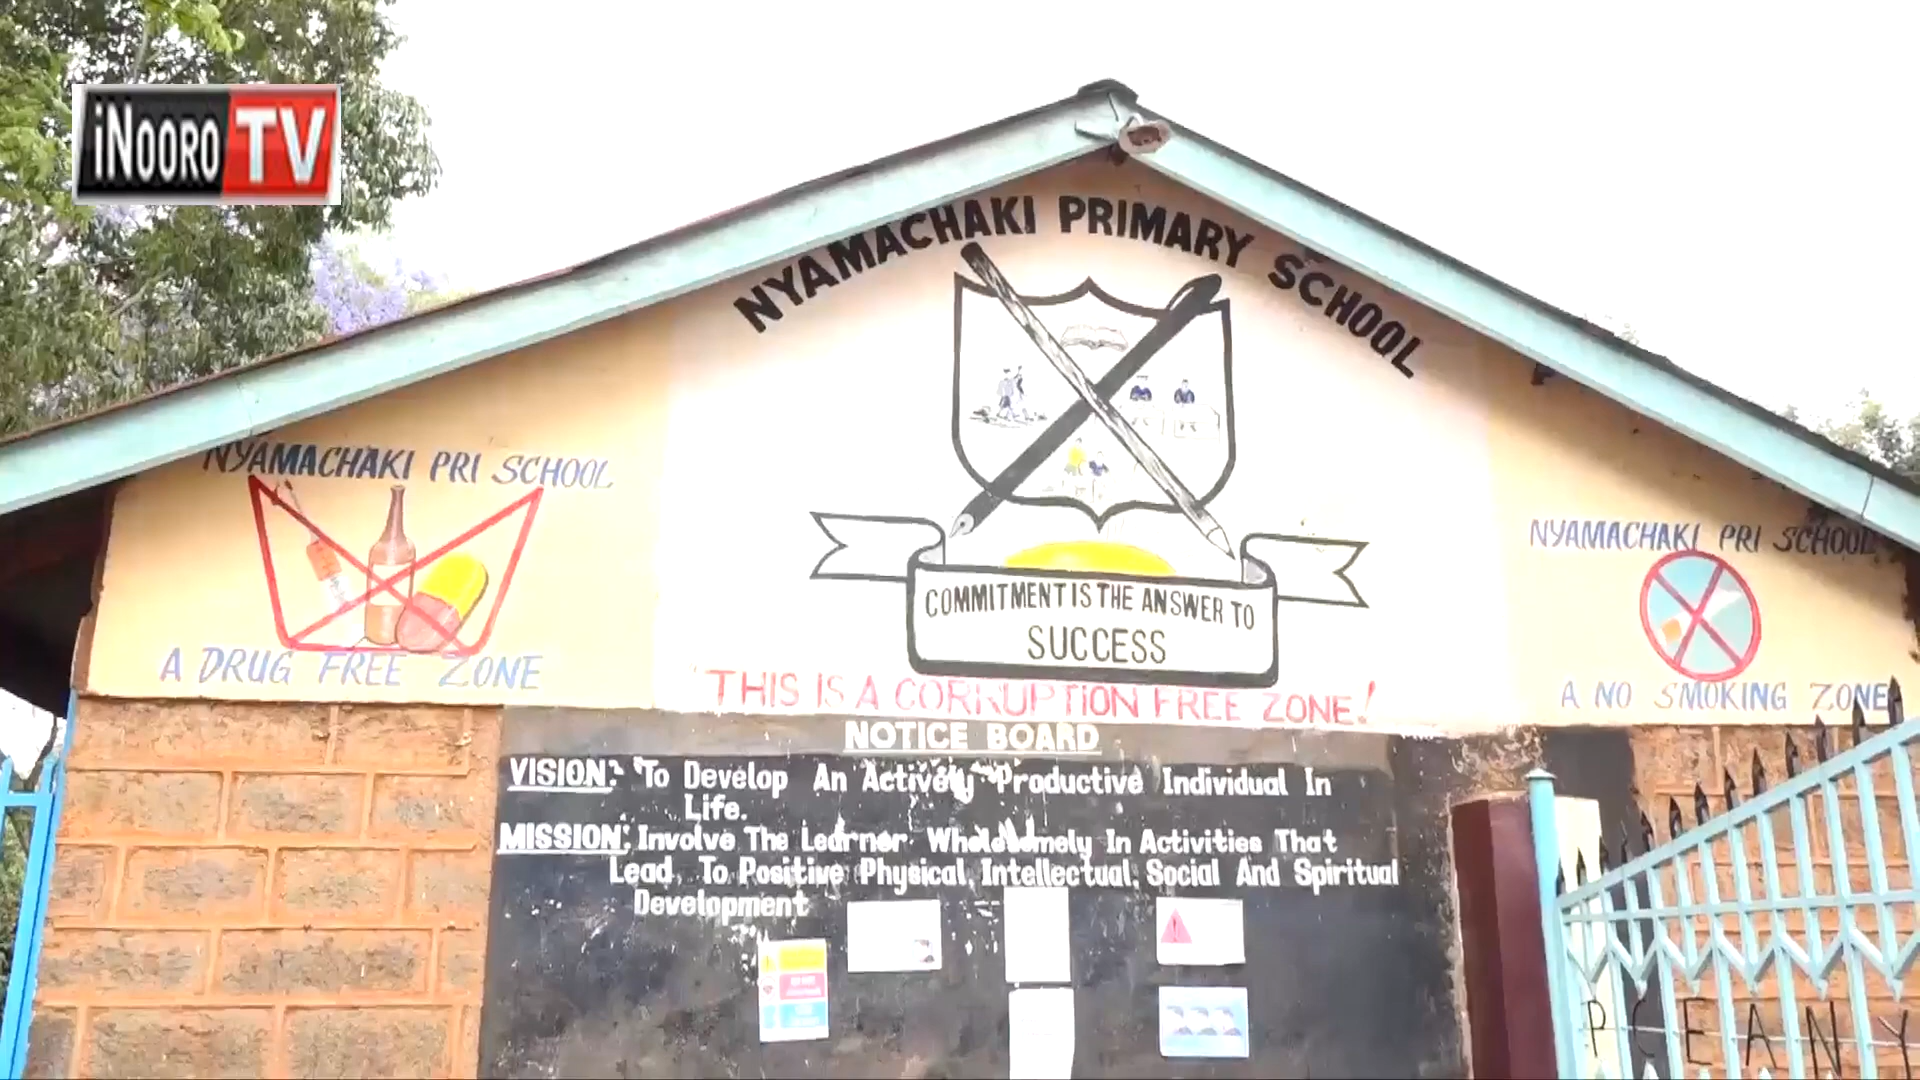 iNOORO TV
NYAMACHAKI PRIMARY SCHOOL
NYAMACHAKI PRI SCHOOL
A DRUG FREE ZONE
COMMITMENT IS THE ANSWER TO
SUCCESS
NYAMACHAKI PRI SCHOOL
A NO SMOKING ZONE
THIS IS A CORRUPTION FREE ZONE!
NOTICE BOARD
VISION:- "To Develop An Actively Productive Individual In
Life.
MISSION: Involve The Learner Wholesomely In Activities That
Lead To Positive Physical, Intellectual, Social And Spiritual
Development
PCEA NY